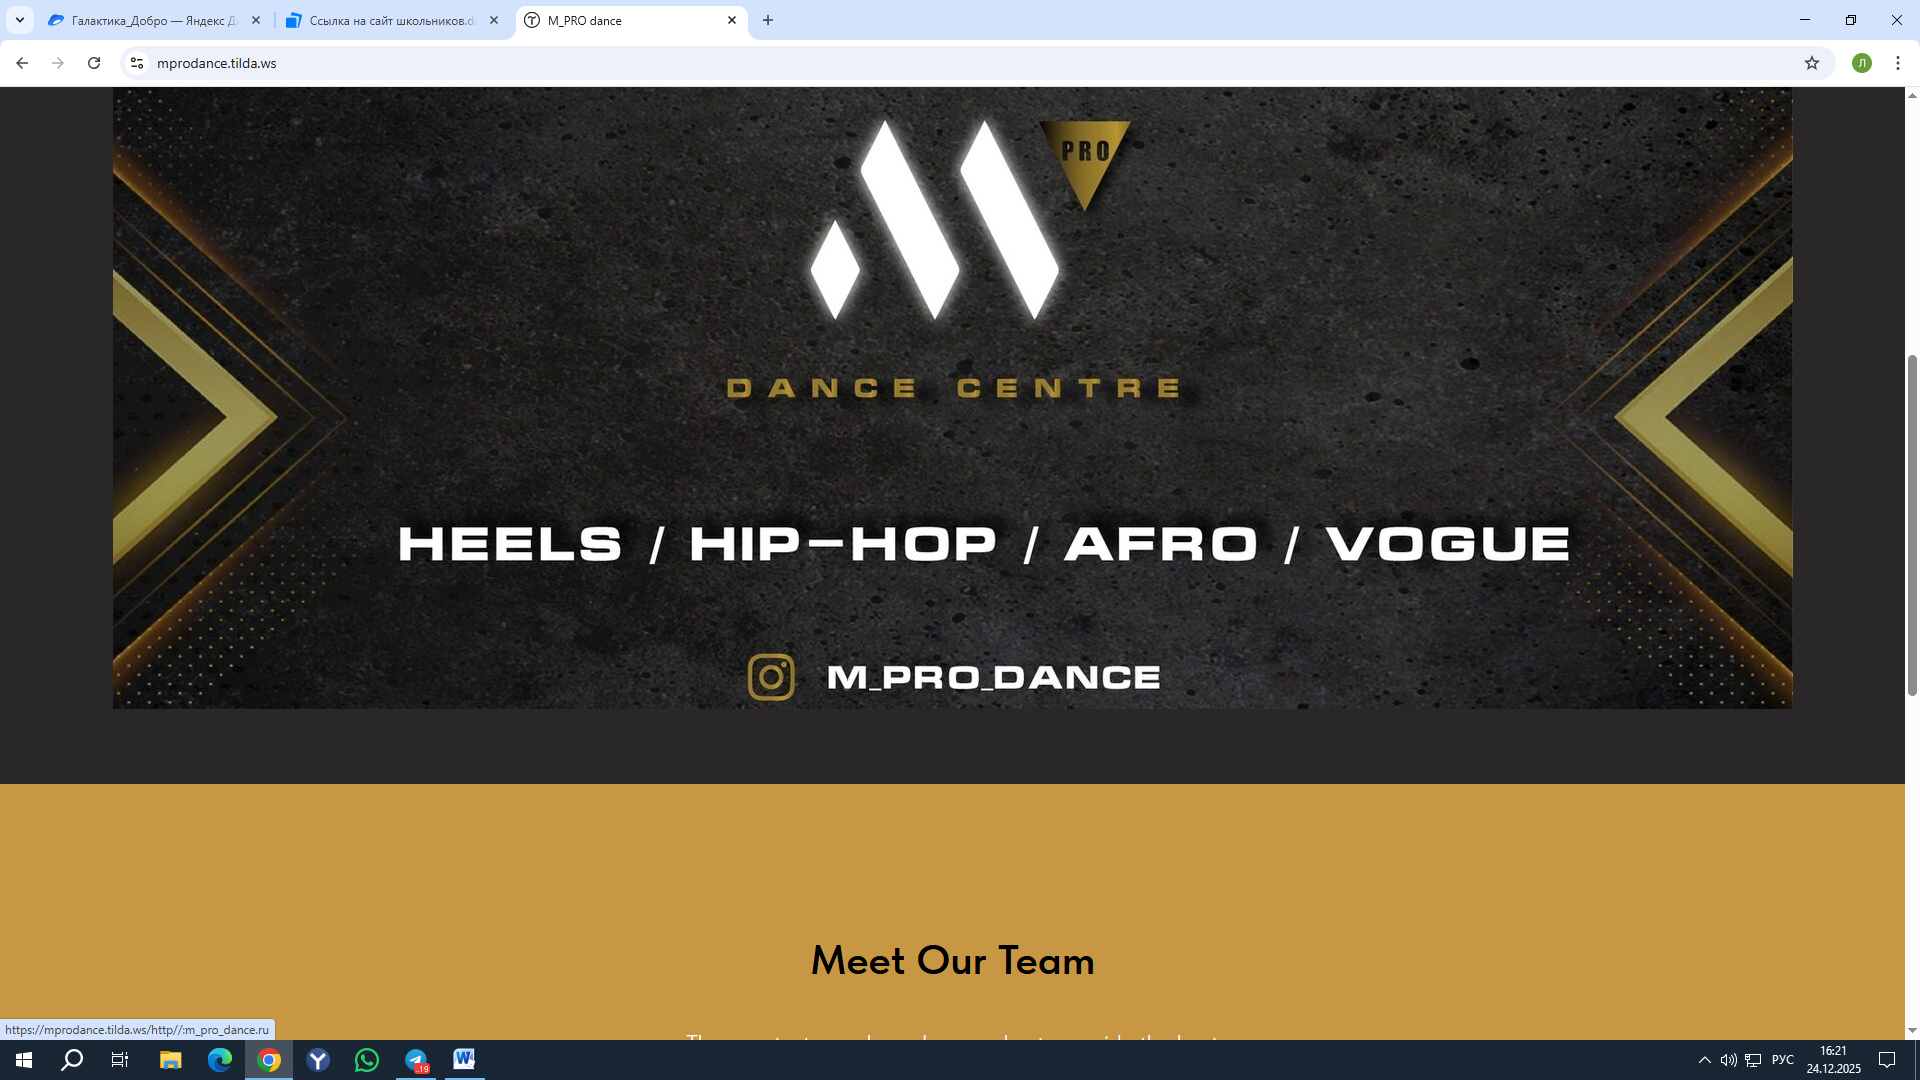 Галактика_Добро — Яндекс Д
Ссылка на сайт школьников.d
M_PRO dance
mprodance.tilda.ws
Л
PRO
DANCE CENTRE
HEELS / HIP-HOP / AFRO / VOGUE
M_PRO_DANCE
Meet Our Team
https://mprodance.tilda.ws/http//:m_pro_dance.ru
..19
РУС
16:21
24.12.2025